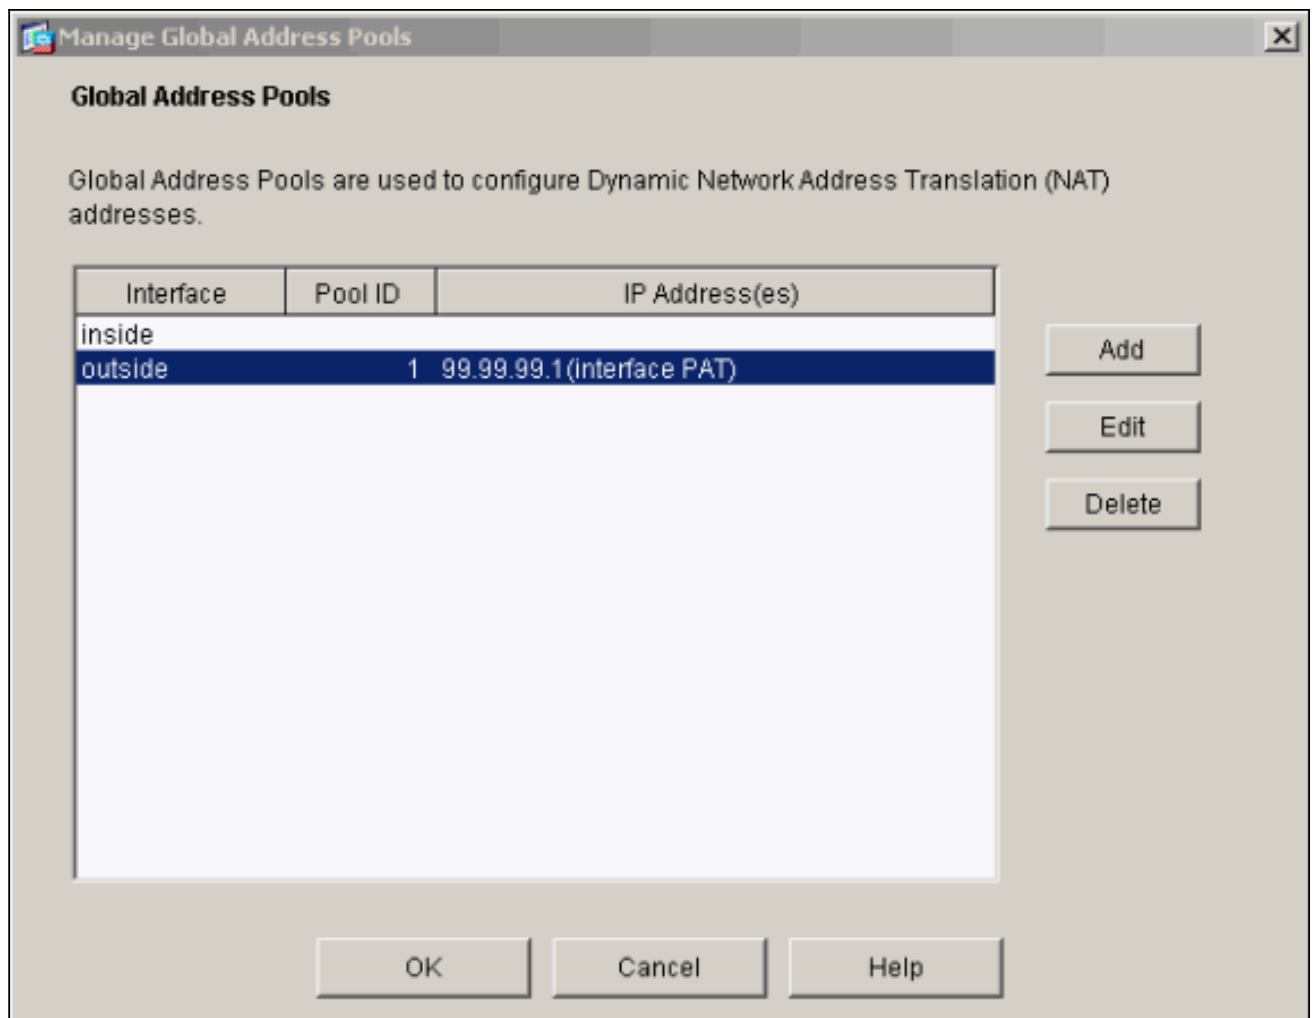 Manage Global Address Pools
Global Address Pools
Global Address Pools are used to configure Dynamic Network Address Translation (NAT)
addresses.
Interface Pool ID IP Address(es)
inside
outside 1 99.99.99.1(interface PAT)
Add
Edit
Delete
OK Cancel Help